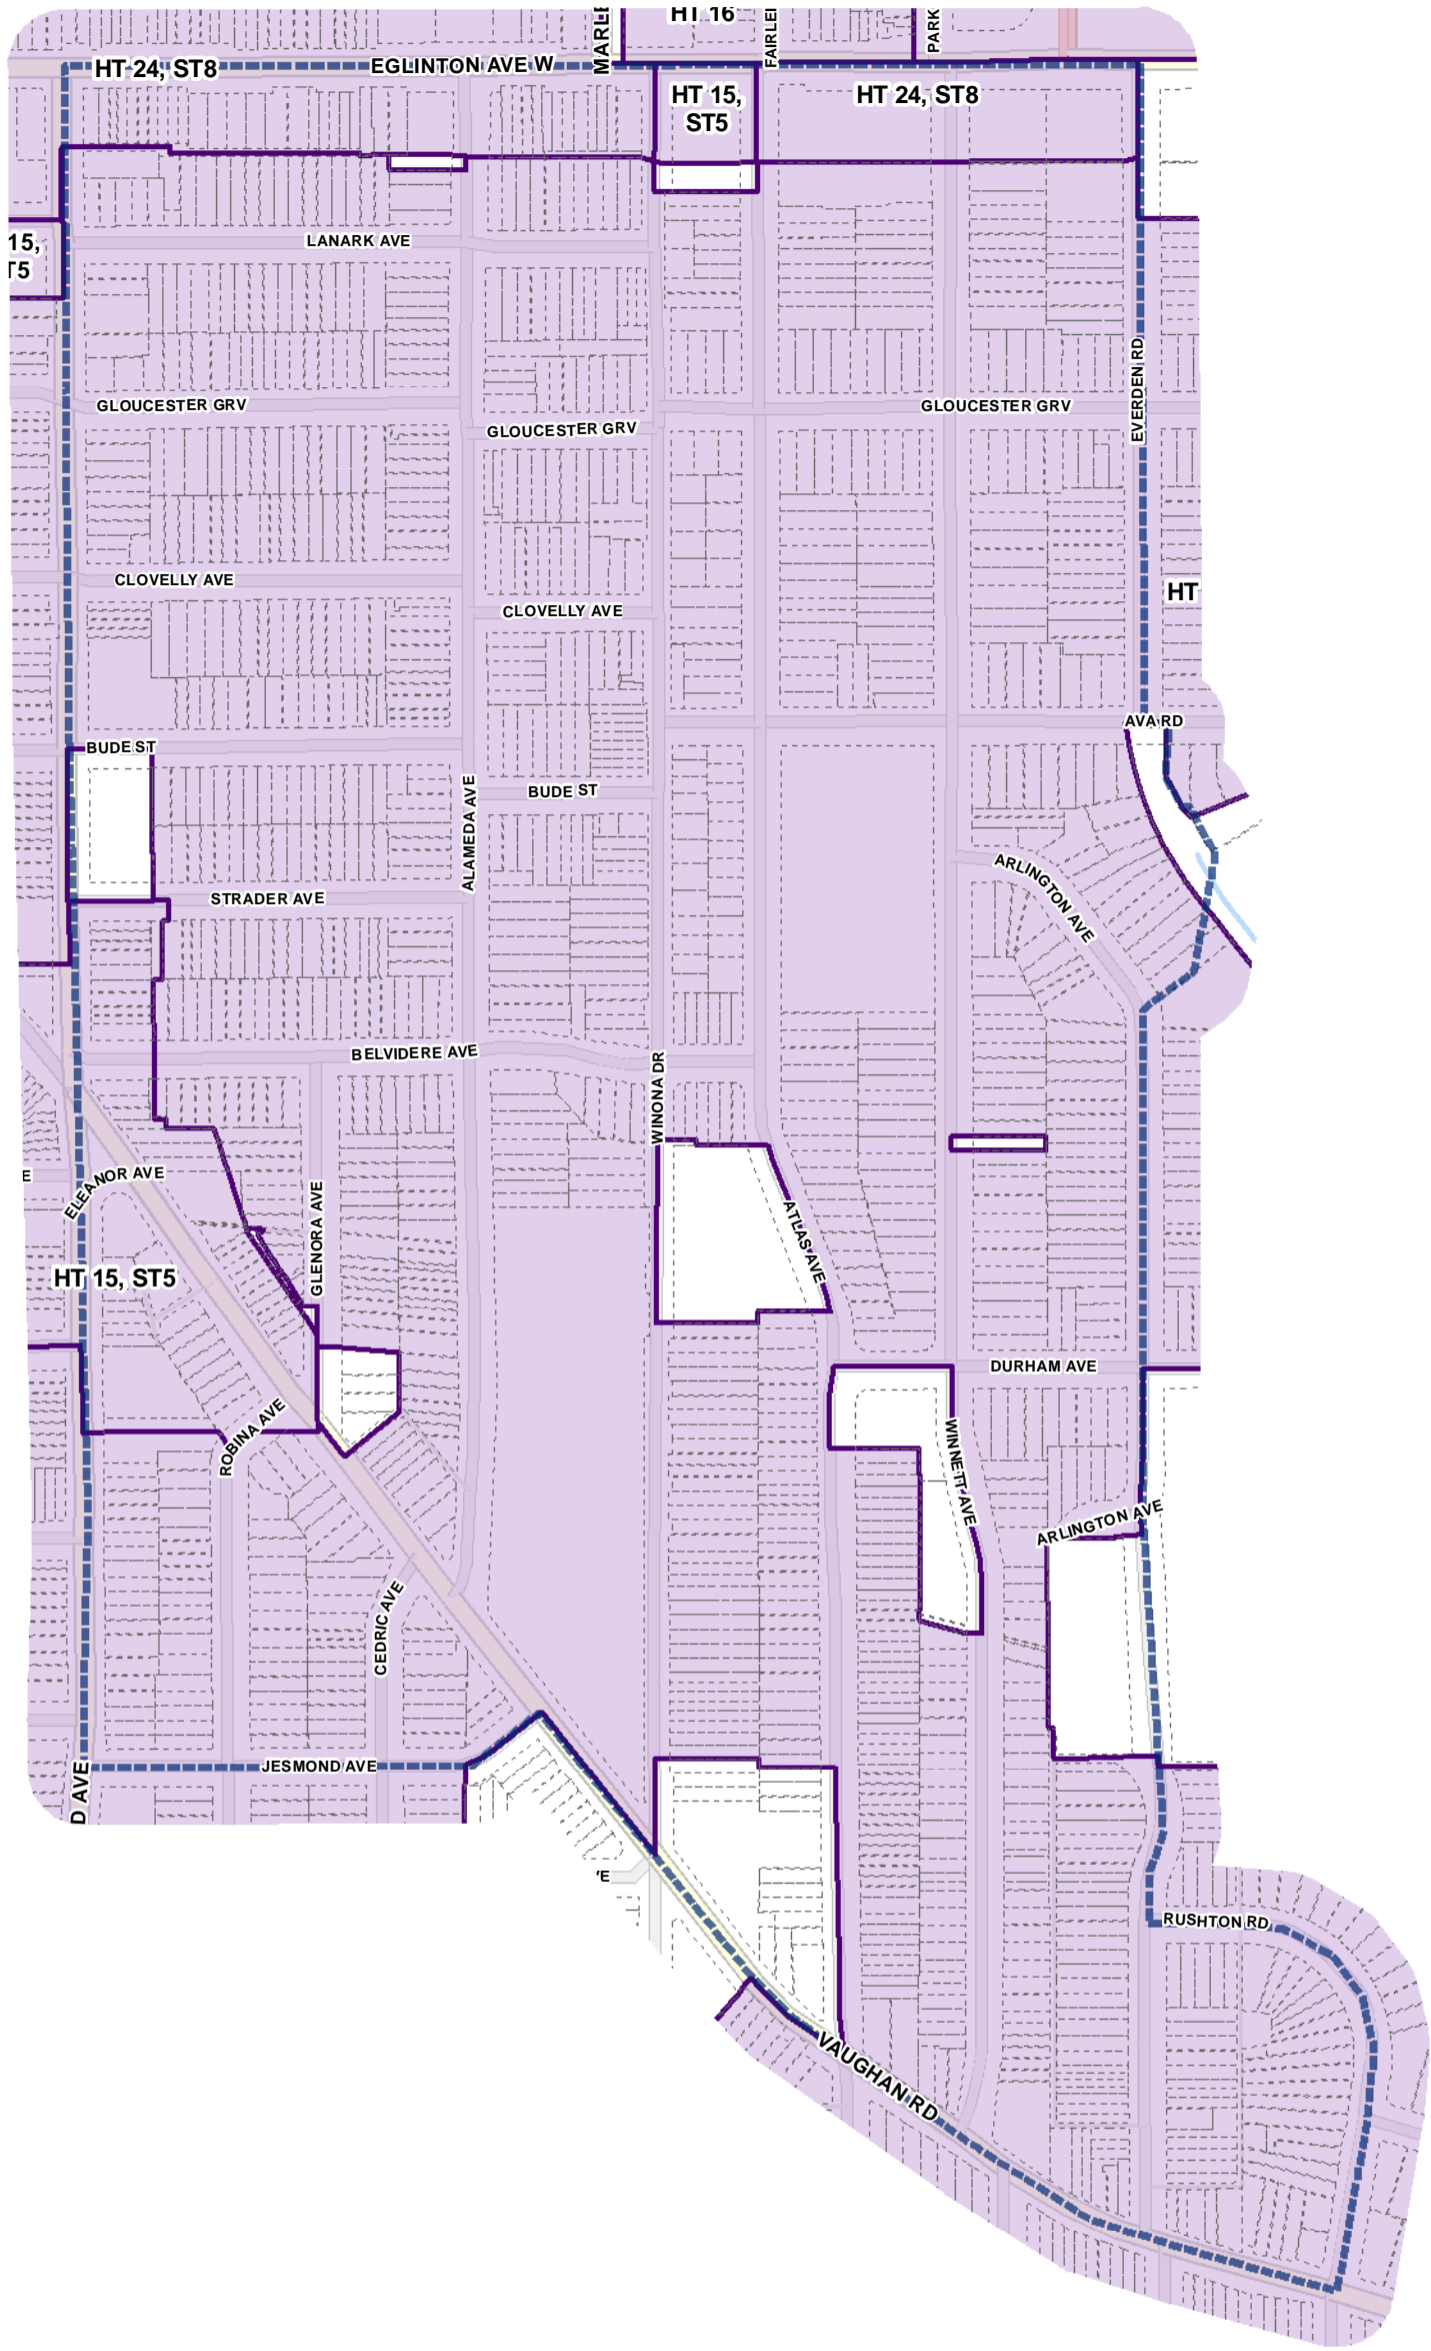 HT 16
MARLE
FAIRLEI
PARK
HT 24, ST8
EGLINTON AVE W
HT 15,
ST5
HT 24, ST8
15,
T5
LANARK AVE
EVERDEN RD
GLOUCESTER GRV
GLOUCESTER GRV
GLOUCESTER GRV
CLOVELLY AVE
HT
CLOVELLY AVE
AVA RD
BUDE ST
BUDE ST
ALAMEDA AVE
STRADER AVE
ARLINGTON AVE
BELVIDERE AVE
WINONA DR
ELEANOR AVE
E
GLENORA AVE
ATLAS AVE
HT 15, ST5
DURHAM AVE
ROBINA AVE
WINNETT AVE
ARLINGTON AVE
CEDRIC AVE
JESMOND AVE
D AVE
'E
RUSHTON RD
VAUGHAN RD